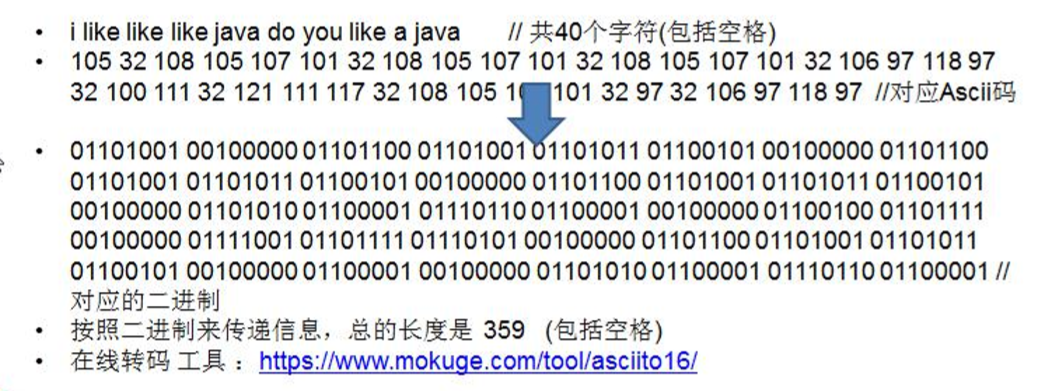 • i like like like java do you like a java // 共40个字符(包括空格)
• 105 32 108 105 107 101 32 108 105 107 101 32 108 105 107 101 32 106 97 118 97
32 100 111 32 121 111 117 32 108 105 101 32 97 32 106 97 118 97 //对应Ascii码
• 01101001 00100000 01101100 01101001 01101011 01100101 00100000 01101100
01101001 01101011 01100101 00100000 01101100 01101001 01101011 01100101
00100000 01101010 01100001 01110110 01100001 00100000 01100100 01101111
00100000 01111001 01101111 01110101 00100000 01101100 01101001 01101011
01100101 00100000 01100001 00100000 01101010 01100001 01110110 01100001 //
对应的二进制
• 按照二进制来传递信息，总的长度是 359 (包括空格)
• 在线转码 工具 ：https://www.mokuge.com/tool/asciito16/